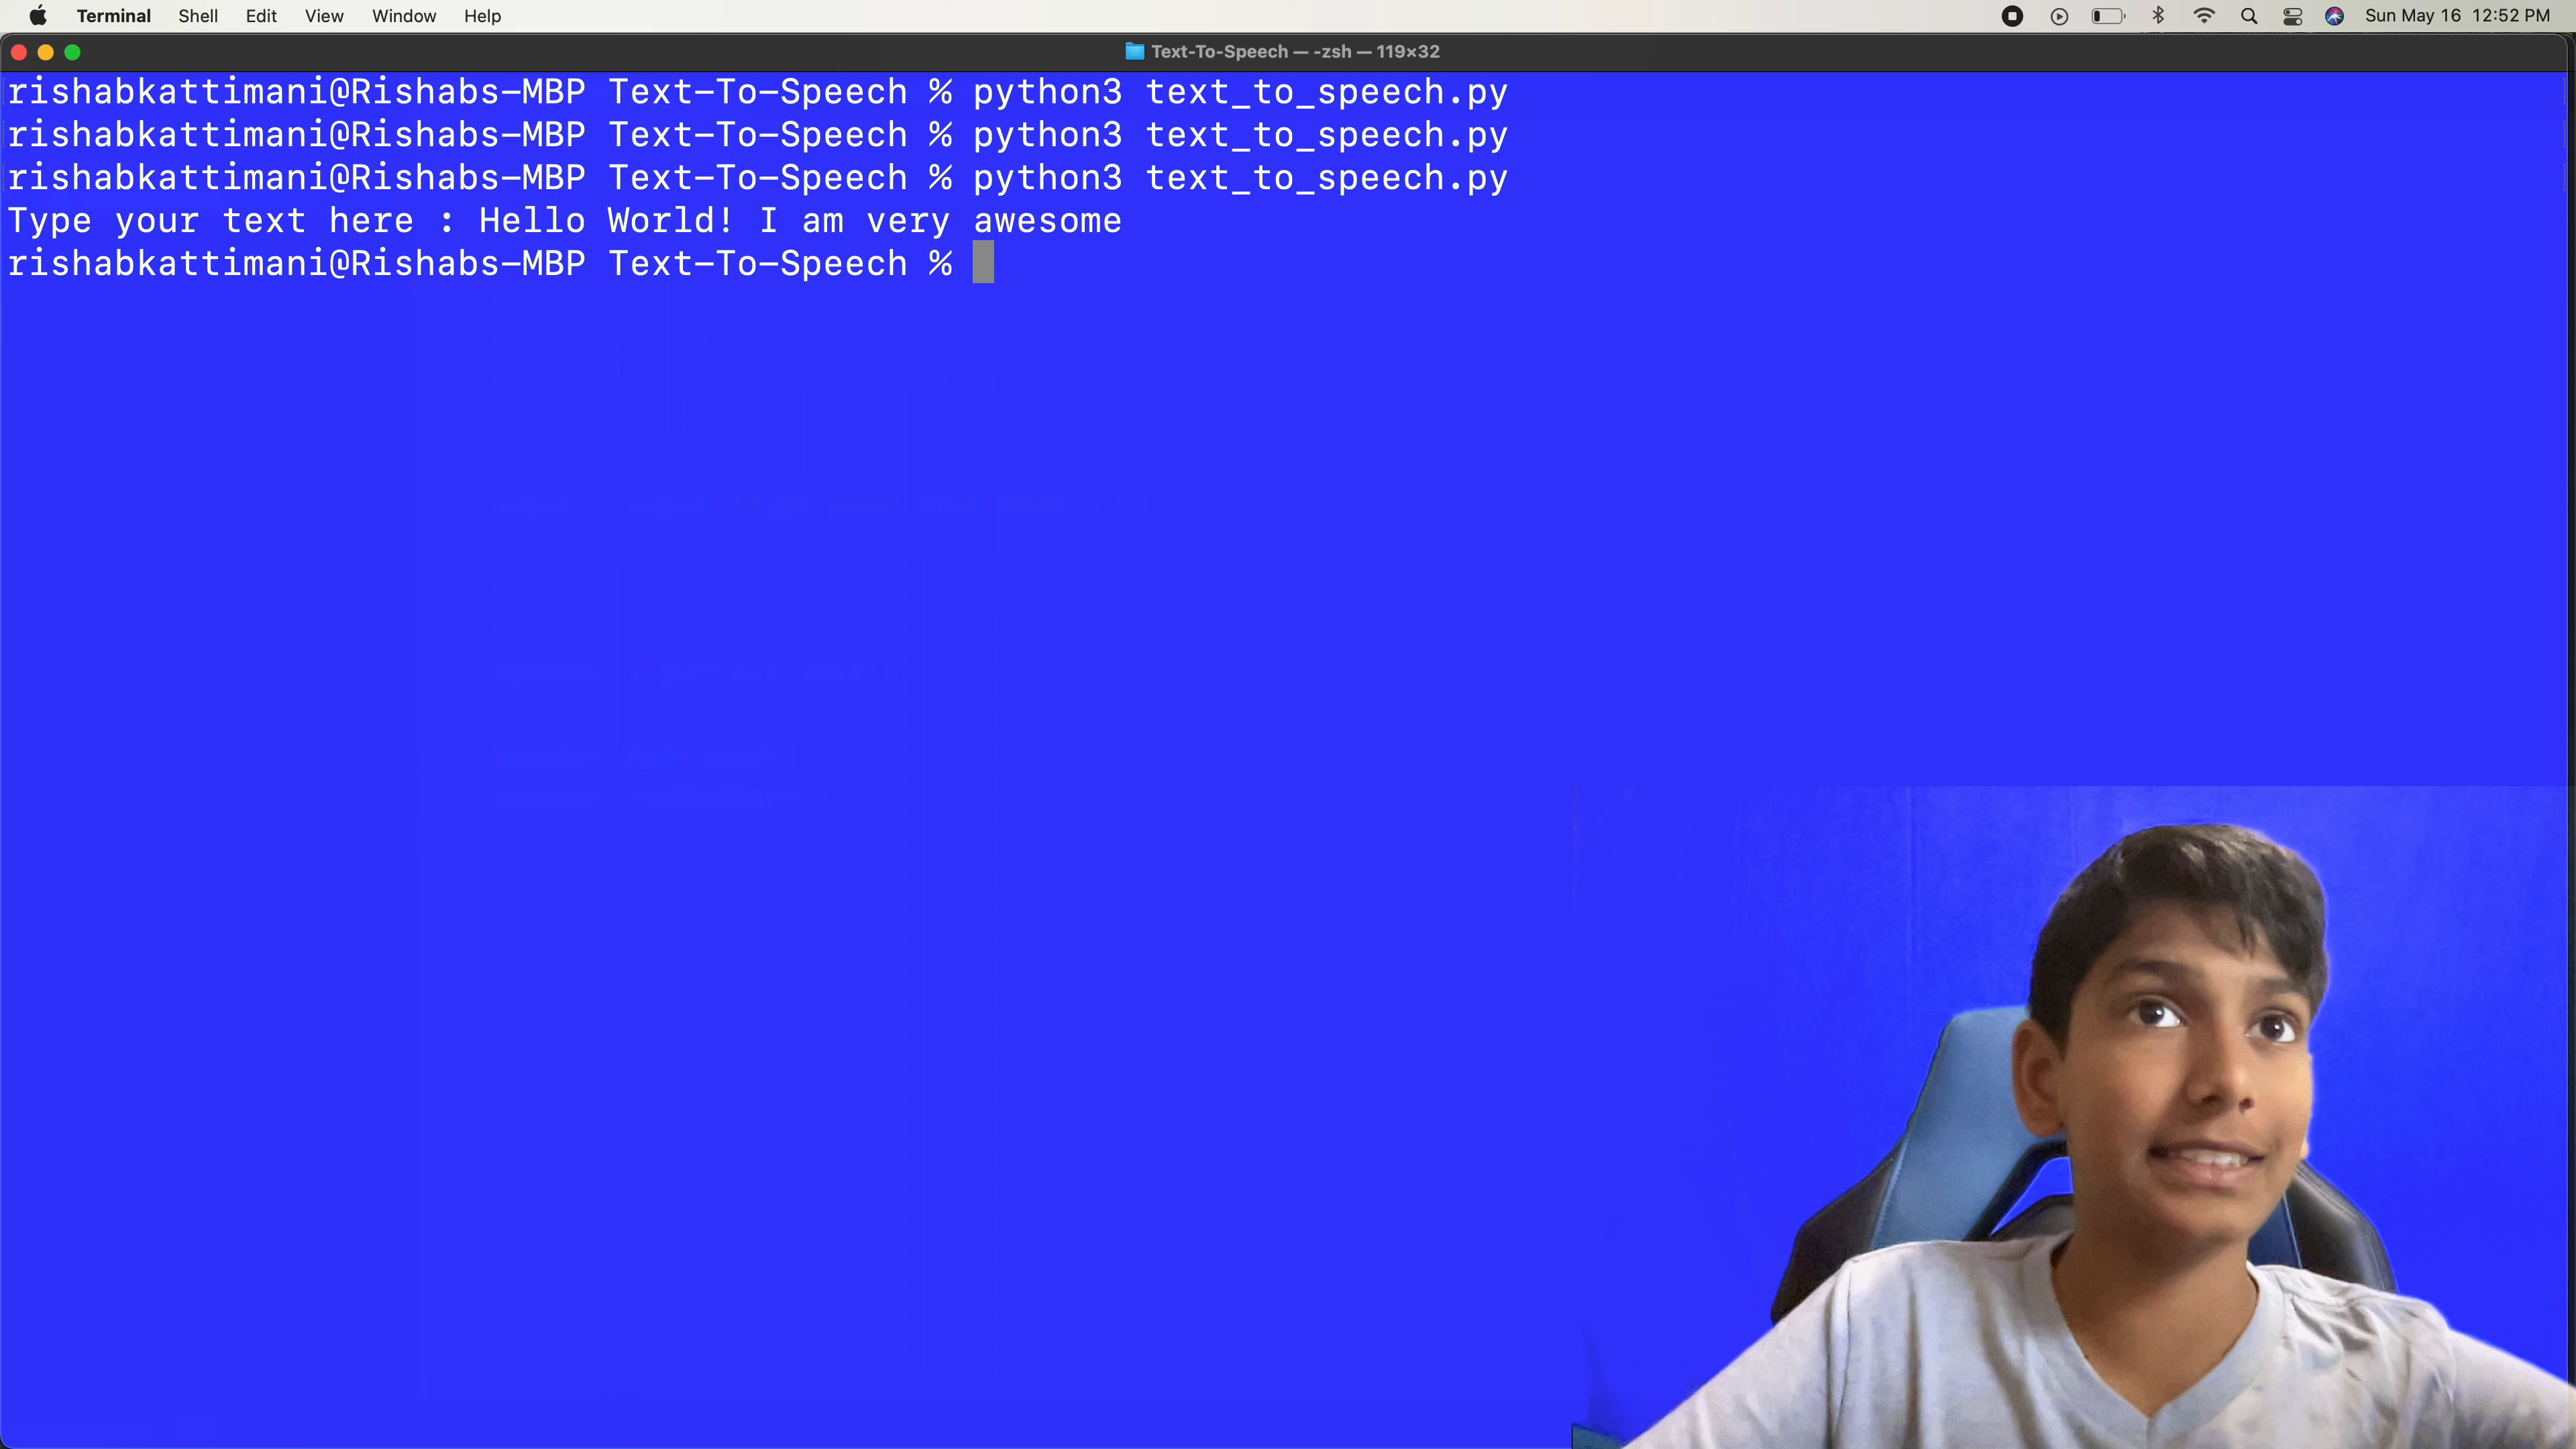 Terminal Shell Edit View Window Help Sun May 16 12:52 PM
Text-To-Speech — -zsh — 119×32
rishabkattimani@Rishabs-MBP Text-To-Speech % python3 text_to_speech.py
rishabkattimani@Rishabs-MBP Text-To-Speech % python3 text_to_speech.py
rishabkattimani@Rishabs-MBP Text-To-Speech % python3 text_to_speech.py
Type your text here : Hello World! I am very awesome
rishabkattimani@Rishabs-MBP Text-To-Speech %